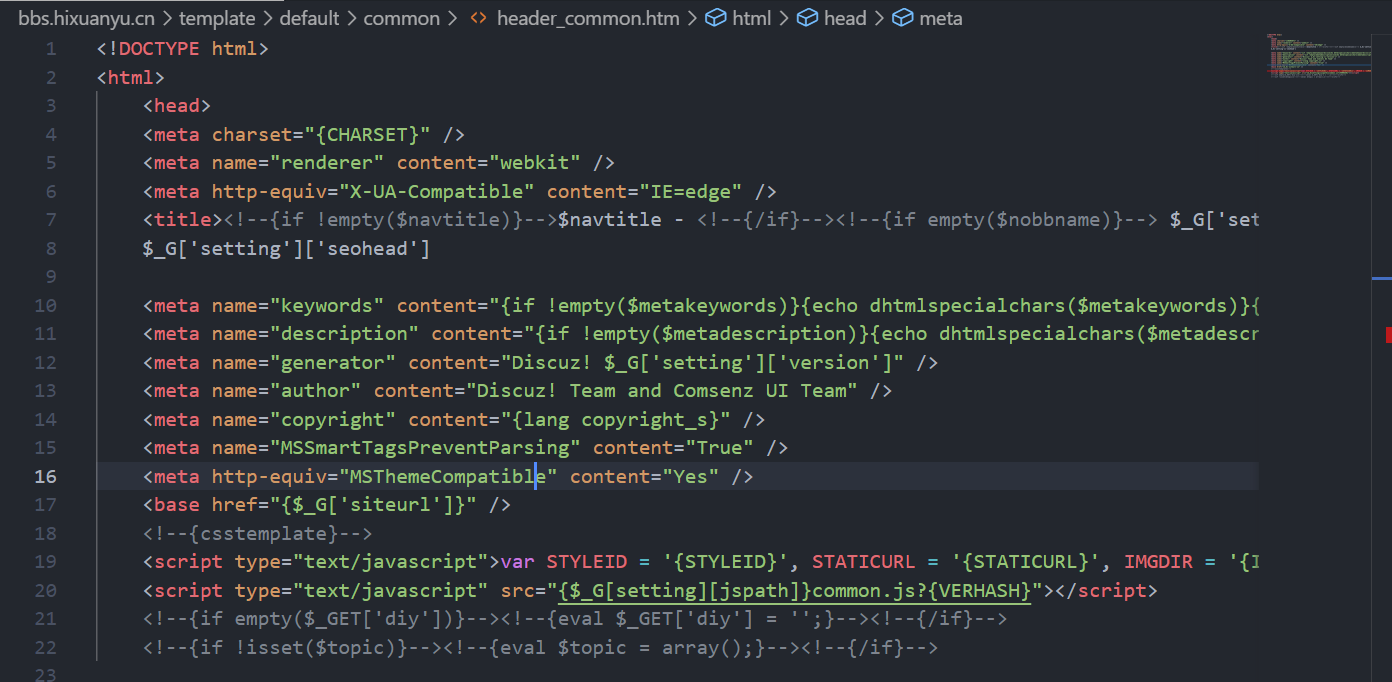 bbs.hixuanyu.cn > template > default > common > <> header_common.htm > html > head > meta
1 <!DOCTYPE html>
2 <html>
3 <head>
4 <meta charset="{CHARSET}" />
5 <meta name="renderer" content="webkit" />
6 <meta http-equiv="X-UA-Compatible" content="IE=edge" />
7 <title><!--{if !empty($navtitle)}-->$navtitle - <!--{/if}--><!--{if empty($nobbname)}--> $_G['set
8 $_G['setting']['seohead']
9
10 <meta name="keywords" content="{if !empty($metakeywords)}{echo dhtmlspecialchars($metakeywords)}{
11 <meta name="description" content="{if !empty($metadescription)}{echo dhtmlspecialchars($metadescr
12 <meta name="generator" content="Discuz! $_G['setting']['version']" />
13 <meta name="author" content="Discuz! Team and Comsenz UI Team" />
14 <meta name="copyright" content="{lang copyright_s}" />
15 <meta name="MSSmartTagsPreventParsing" content="True" />
16 <meta http-equiv="MSThemeCompatible" content="Yes" />
17 <base href="{$_G['siteurl']}" />
18 <!--{csstemplate}-->
19 <script type="text/javascript">var STYLEID = '{STYLEID}', STATICURL = '{STATICURL}', IMGDIR = '{I
20 <script type="text/javascript" src="{$_G[setting][jspath]}common.js?{VERHASH}"></script>
21 <!--{if empty($_GET['diy'])}--><!--{eval $_GET['diy'] = '';}--><!--{/if}-->
22 <!--{if !isset($topic)}--><!--{eval $topic = array();}--><!--{/if}-->
23